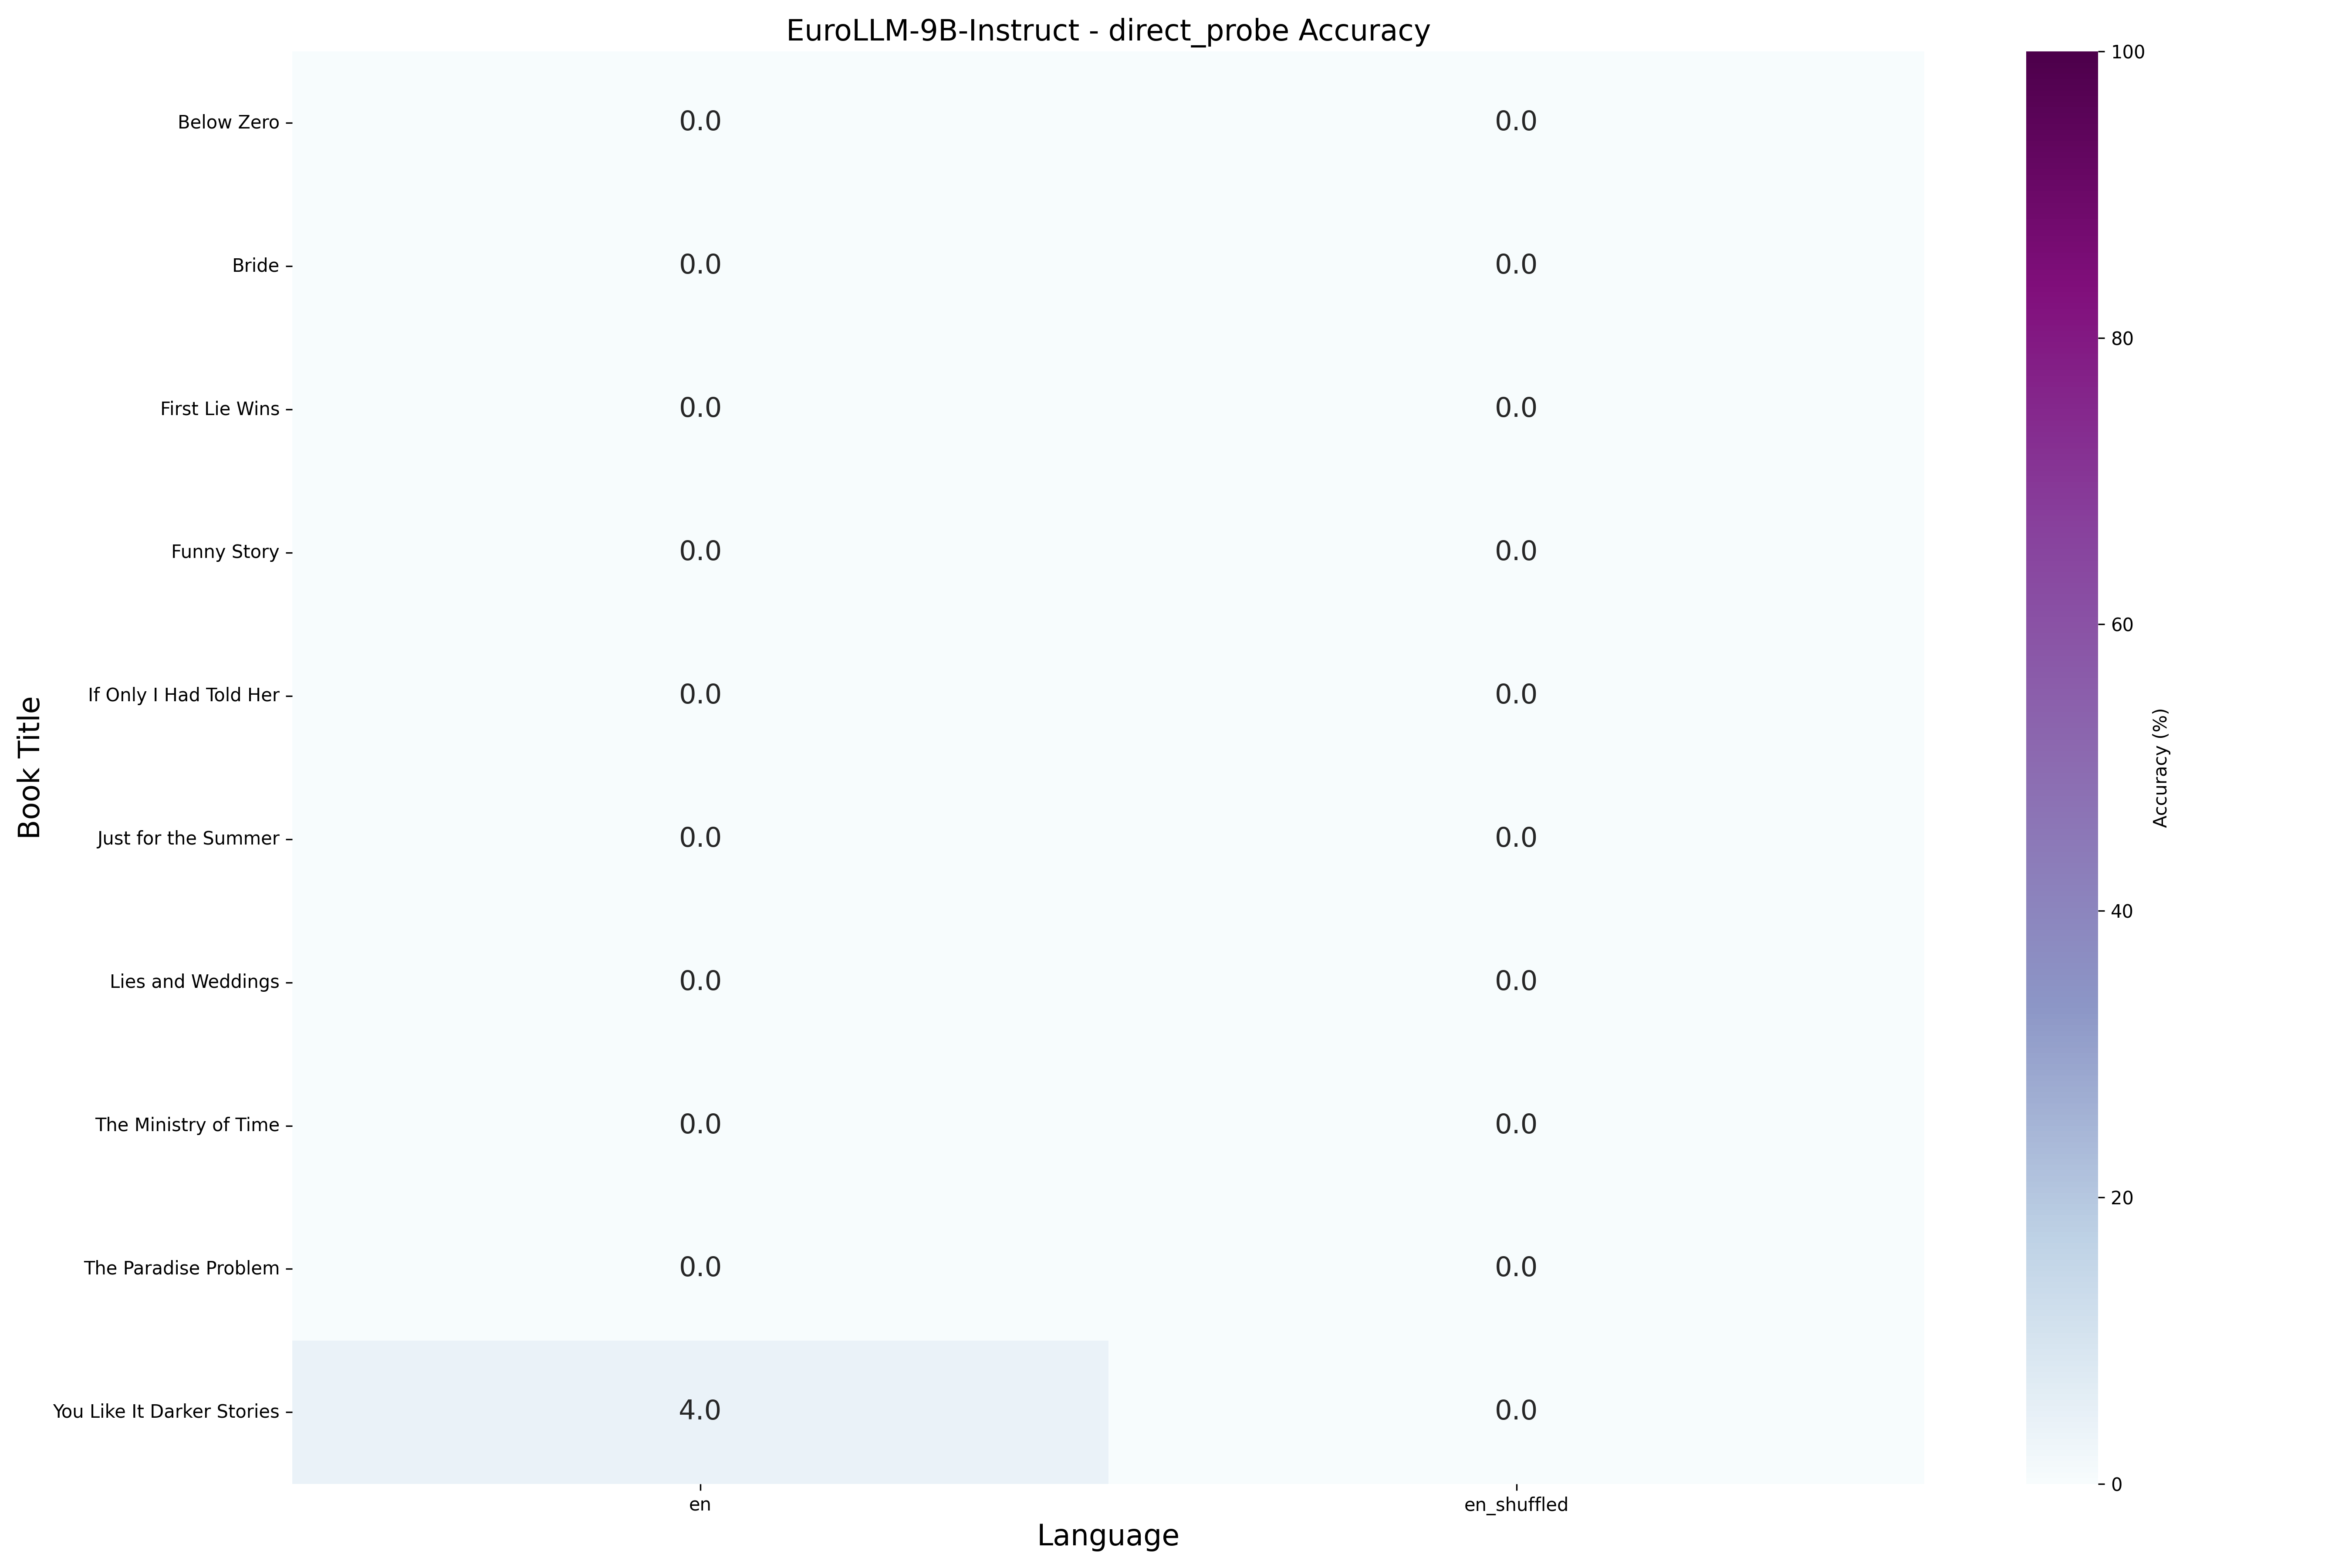 EuroLLM-9B-Instruct - direct_probe Accuracy
Book Title
Below Zero 0.0 0.0
Bride 0.0 0.0
First Lie Wins 0.0 0.0
Funny Story 0.0 0.0
If Only I Had Told Her 0.0 0.0
Just for the Summer 0.0 0.0
Lies and Weddings 0.0 0.0
The Ministry of Time 0.0 0.0
The Paradise Problem 0.0 0.0
You Like It Darker Stories 4.0 0.0
en en_shuffled
Language
100
80
60
40
20
0
Accuracy (%)